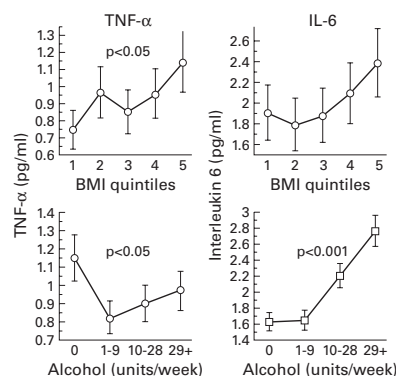 TNF-α
IL-6
TNF-α (pg/ml)
1.3
1.2
1.1
1
0.9
0.8
0.7
0.6
p<0.05
1 2 3 4 5
BMI quintiles
Interleukin 6 (pg/ml)
2.6
2.4
2.2
2
1.8
1.6
1 2 3 4 5
BMI quintiles
1.3
1.2
1.1
1
0.9
0.8
0.7
p<0.05
0 1-9 10-28 29+
Alcohol (units/week)
3
2.8
2.6
2.4
2.2
2
1.8
1.6
1.4
p<0.001
0 1-9 10-28 29+
Alcohol (units/week)